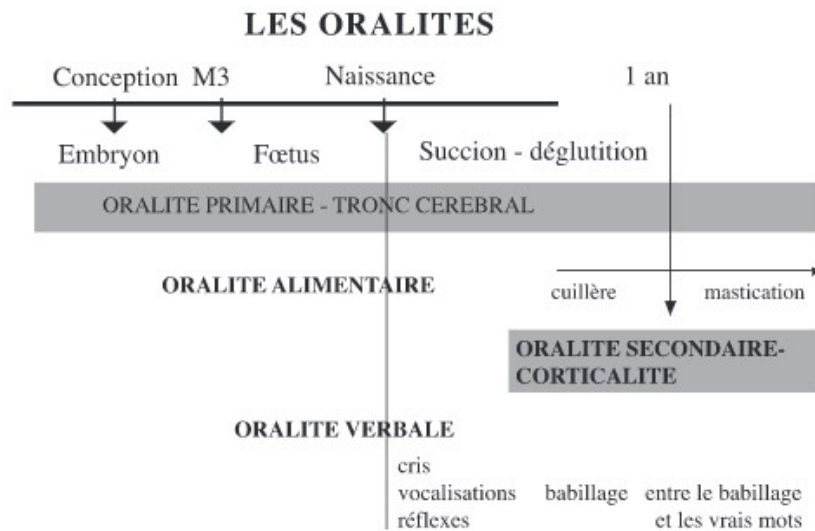 LES ORALITES
Conception M3 Naissance 1 an
Embryon Fœtus Succion - déglutition
ORALITE PRIMAIRE - TRONC CEREBRAL
ORALITE ALIMENTAIRE
cuillère mastication
ORALITE SECONDAIRE-
CORTICALITE
ORALITE VERBALE
cris
vocalisations babillage entre le babillage
réflexes et les vrais mots